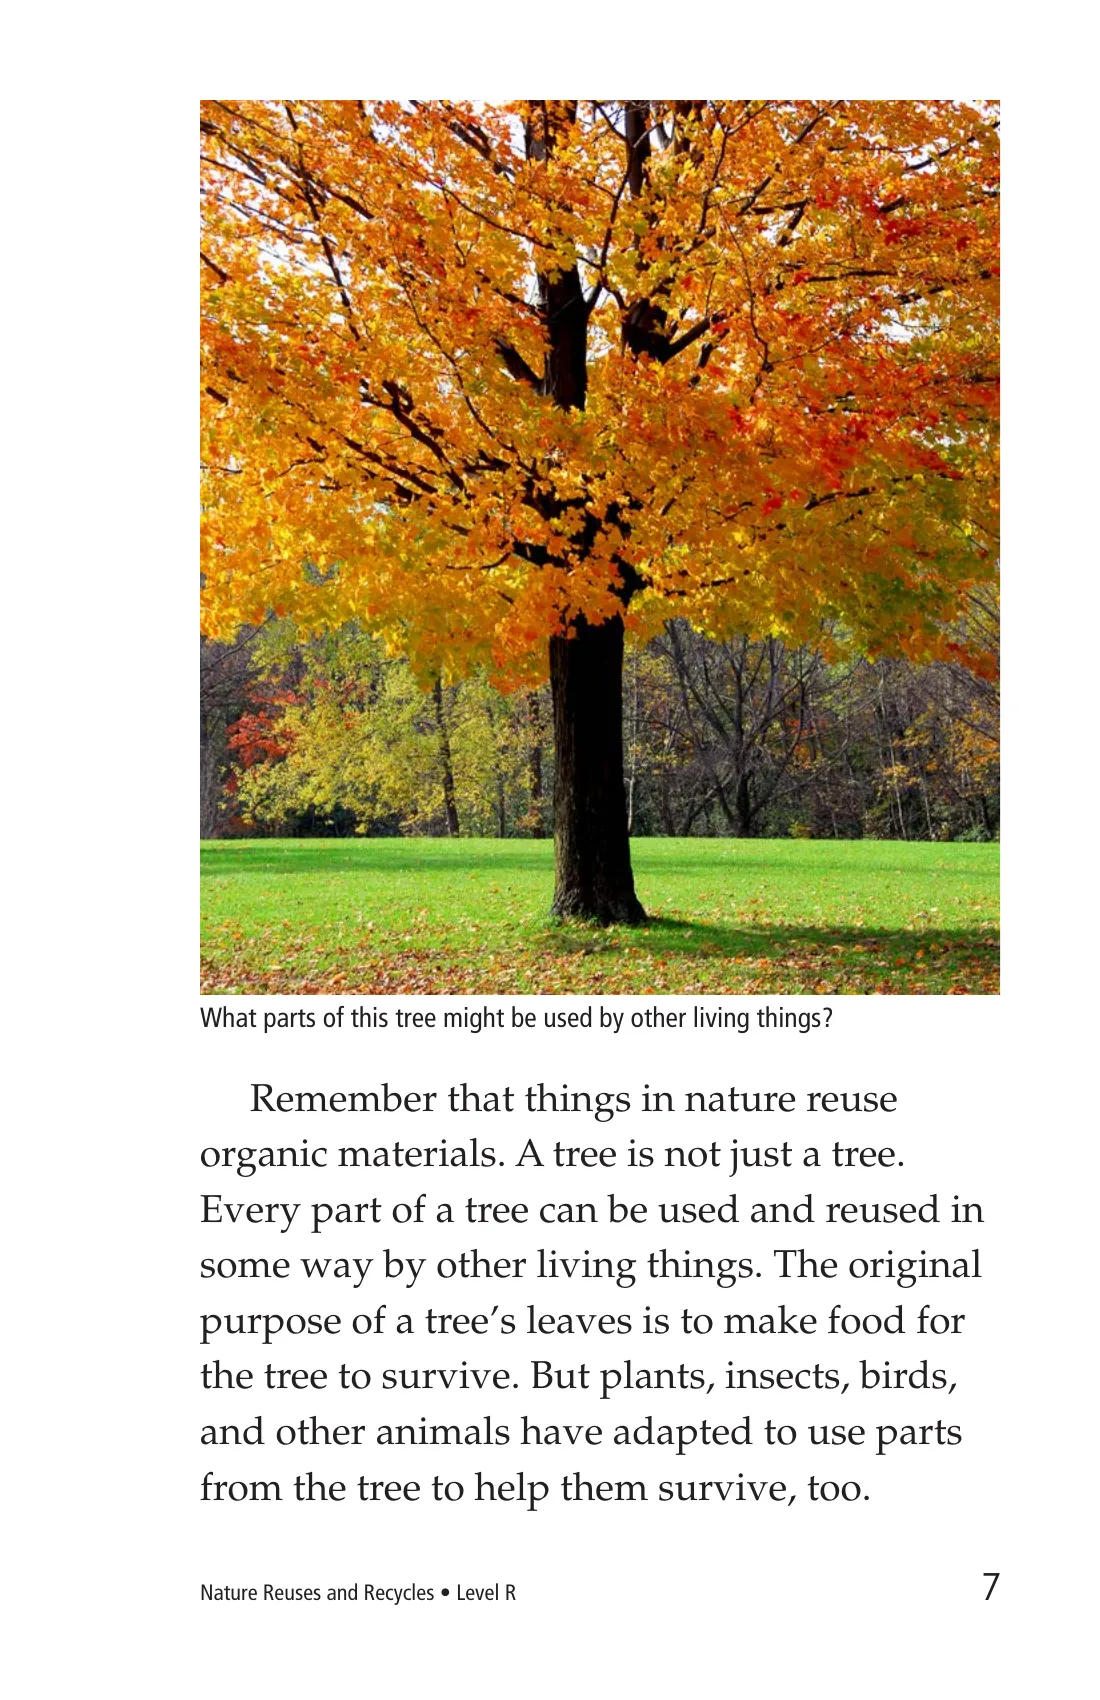 What parts of this tree might be used by other living things?
Remember that things in nature reuse
organic materials. A tree is not just a tree.
Every part of a tree can be used and reused in
some way by other living things. The original
purpose of a tree’s leaves is to make food for
the tree to survive. But plants, insects, birds,
and other animals have adapted to use parts
from the tree to help them survive, too.
Nature Reuses and Recycles • Level R
7